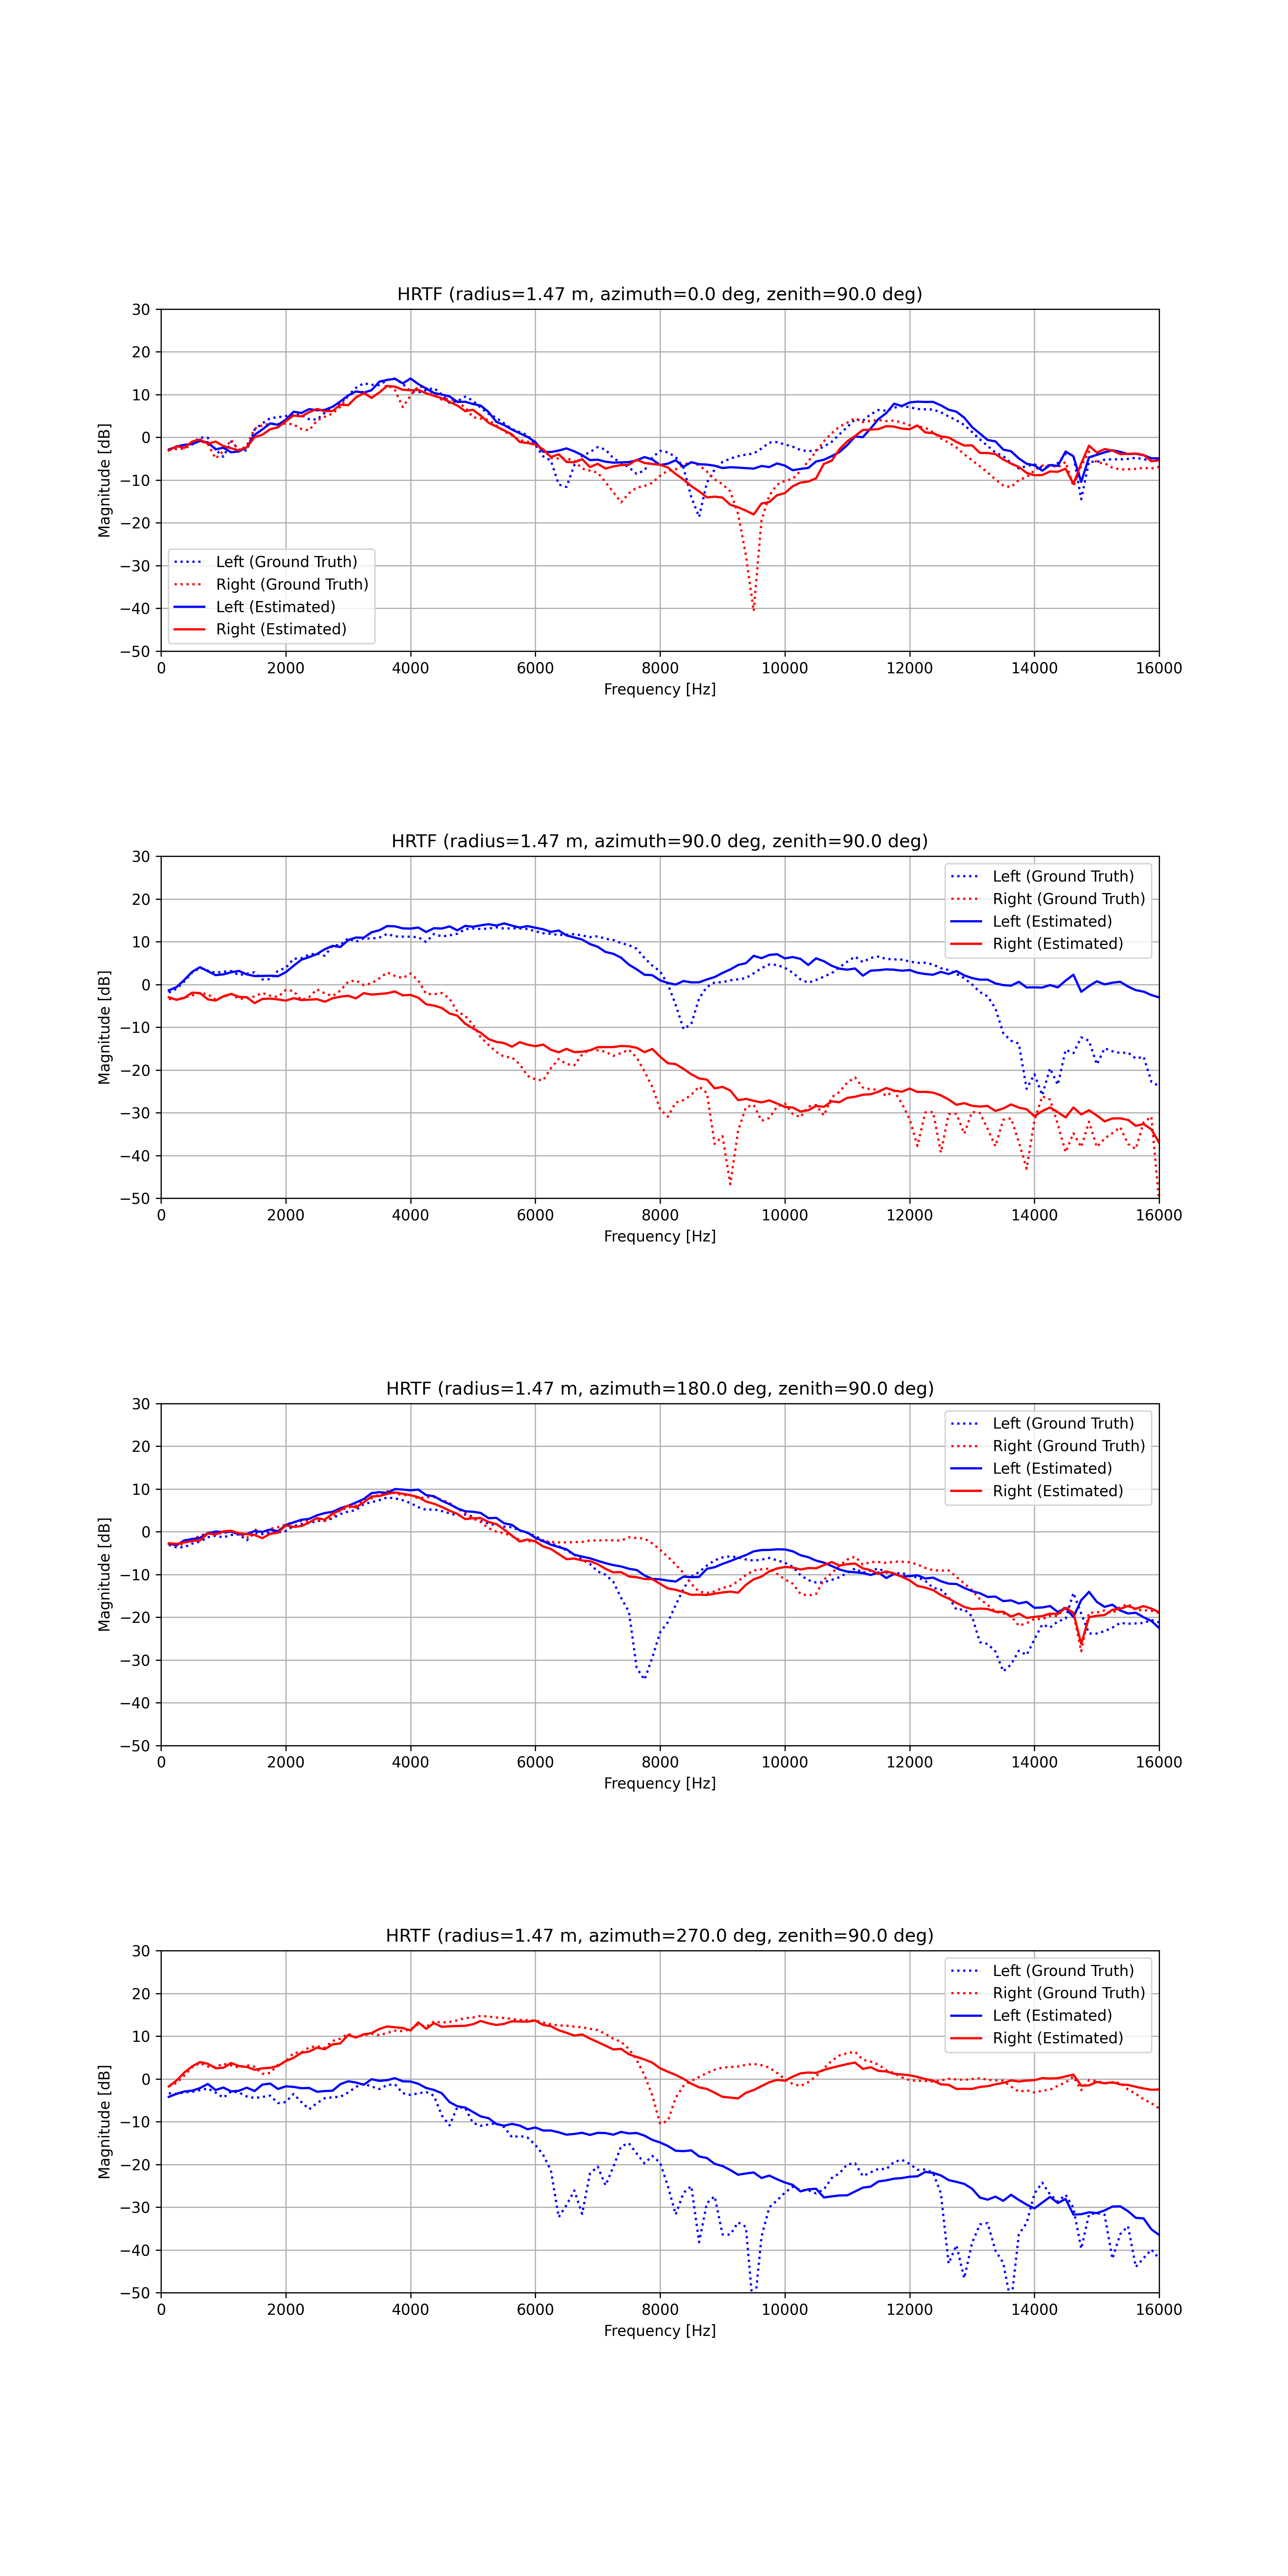 HRTF (radius=1.47 m, azimuth=0.0 deg, zenith=90.0 deg)
30
20
10
0
−10
−20
−30
−40
−50
Magnitude [dB]
Left (Ground Truth)
Right (Ground Truth)
Left (Estimated)
Right (Estimated)
0 2000 4000 6000 8000 10000 12000 14000 16000
Frequency [Hz]
HRTF (radius=1.47 m, azimuth=90.0 deg, zenith=90.0 deg)
30
20
10
0
−10
−20
−30
−40
−50
Magnitude [dB]
Left (Ground Truth)
Right (Ground Truth)
Left (Estimated)
Right (Estimated)
0 2000 4000 6000 8000 10000 12000 14000 16000
Frequency [Hz]
HRTF (radius=1.47 m, azimuth=180.0 deg, zenith=90.0 deg)
30
20
10
0
−10
−20
−30
−40
−50
Magnitude [dB]
Left (Ground Truth)
Right (Ground Truth)
Left (Estimated)
Right (Estimated)
0 2000 4000 6000 8000 10000 12000 14000 16000
Frequency [Hz]
HRTF (radius=1.47 m, azimuth=270.0 deg, zenith=90.0 deg)
30
20
10
0
−10
−20
−30
−40
−50
Magnitude [dB]
Left (Ground Truth)
Right (Ground Truth)
Left (Estimated)
Right (Estimated)
0 2000 4000 6000 8000 10000 12000 14000 16000
Frequency [Hz]